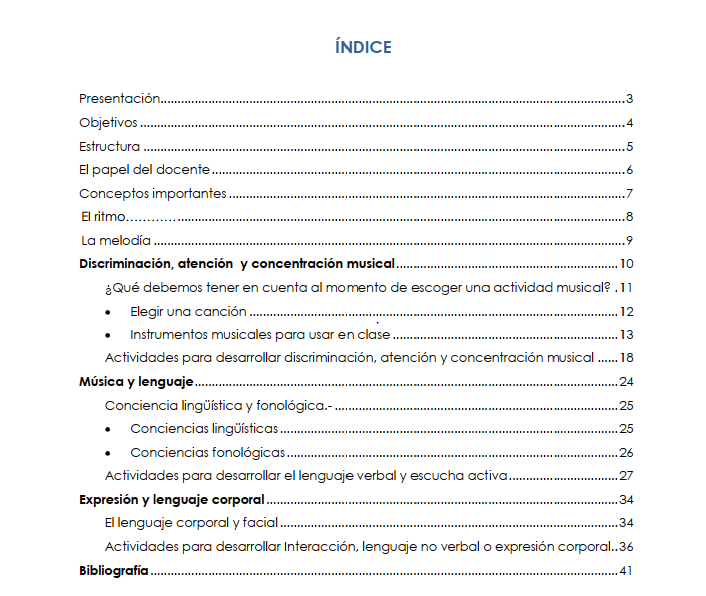 ÍNDICE
Presentación........................................................................................................................3
Objetivos ............................................................................................................................4
Estructura ...........................................................................................................................5
El papel del docente .........................................................................................................6
Conceptos importantes .....................................................................................................7
El ritmo…………......................................................................................................................8
La melodía .........................................................................................................................9
Discriminación, atención y concentración musical.........................................................10
¿Qué debemos tener en cuenta al momento de escoger una actividad musical? .11
• Elegir una canción ..........................................................................................................12
• Instrumentos musicales para usar en clase ..................................................................13
Actividades para desarrollar discriminación, atención y concentración musical ......18
Música y lenguaje.............................................................................................................24
Conciencia lingüística y fonológica.- ..............................................................................25
• Conciencias lingüísticas .................................................................................................25
• Conciencias fonológicas.................................................................................................26
Actividades para desarrollar el lenguaje verbal y escucha activa............................27
Expresión y lenguaje corporal ..........................................................................................34
El lenguaje corporal y facial .............................................................................................34
Actividades para desarrollar Interacción, lenguaje no verbal o expresión corporal..36
Bibliografía .........................................................................................................................41